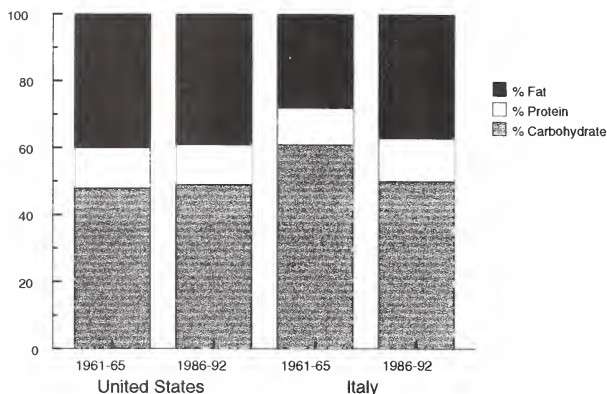 100
80
60
40
20
0
% Fat
% Protein
% Carbohydrate
1961-65
1986-92
1961-65
1986-92
United States
Italy